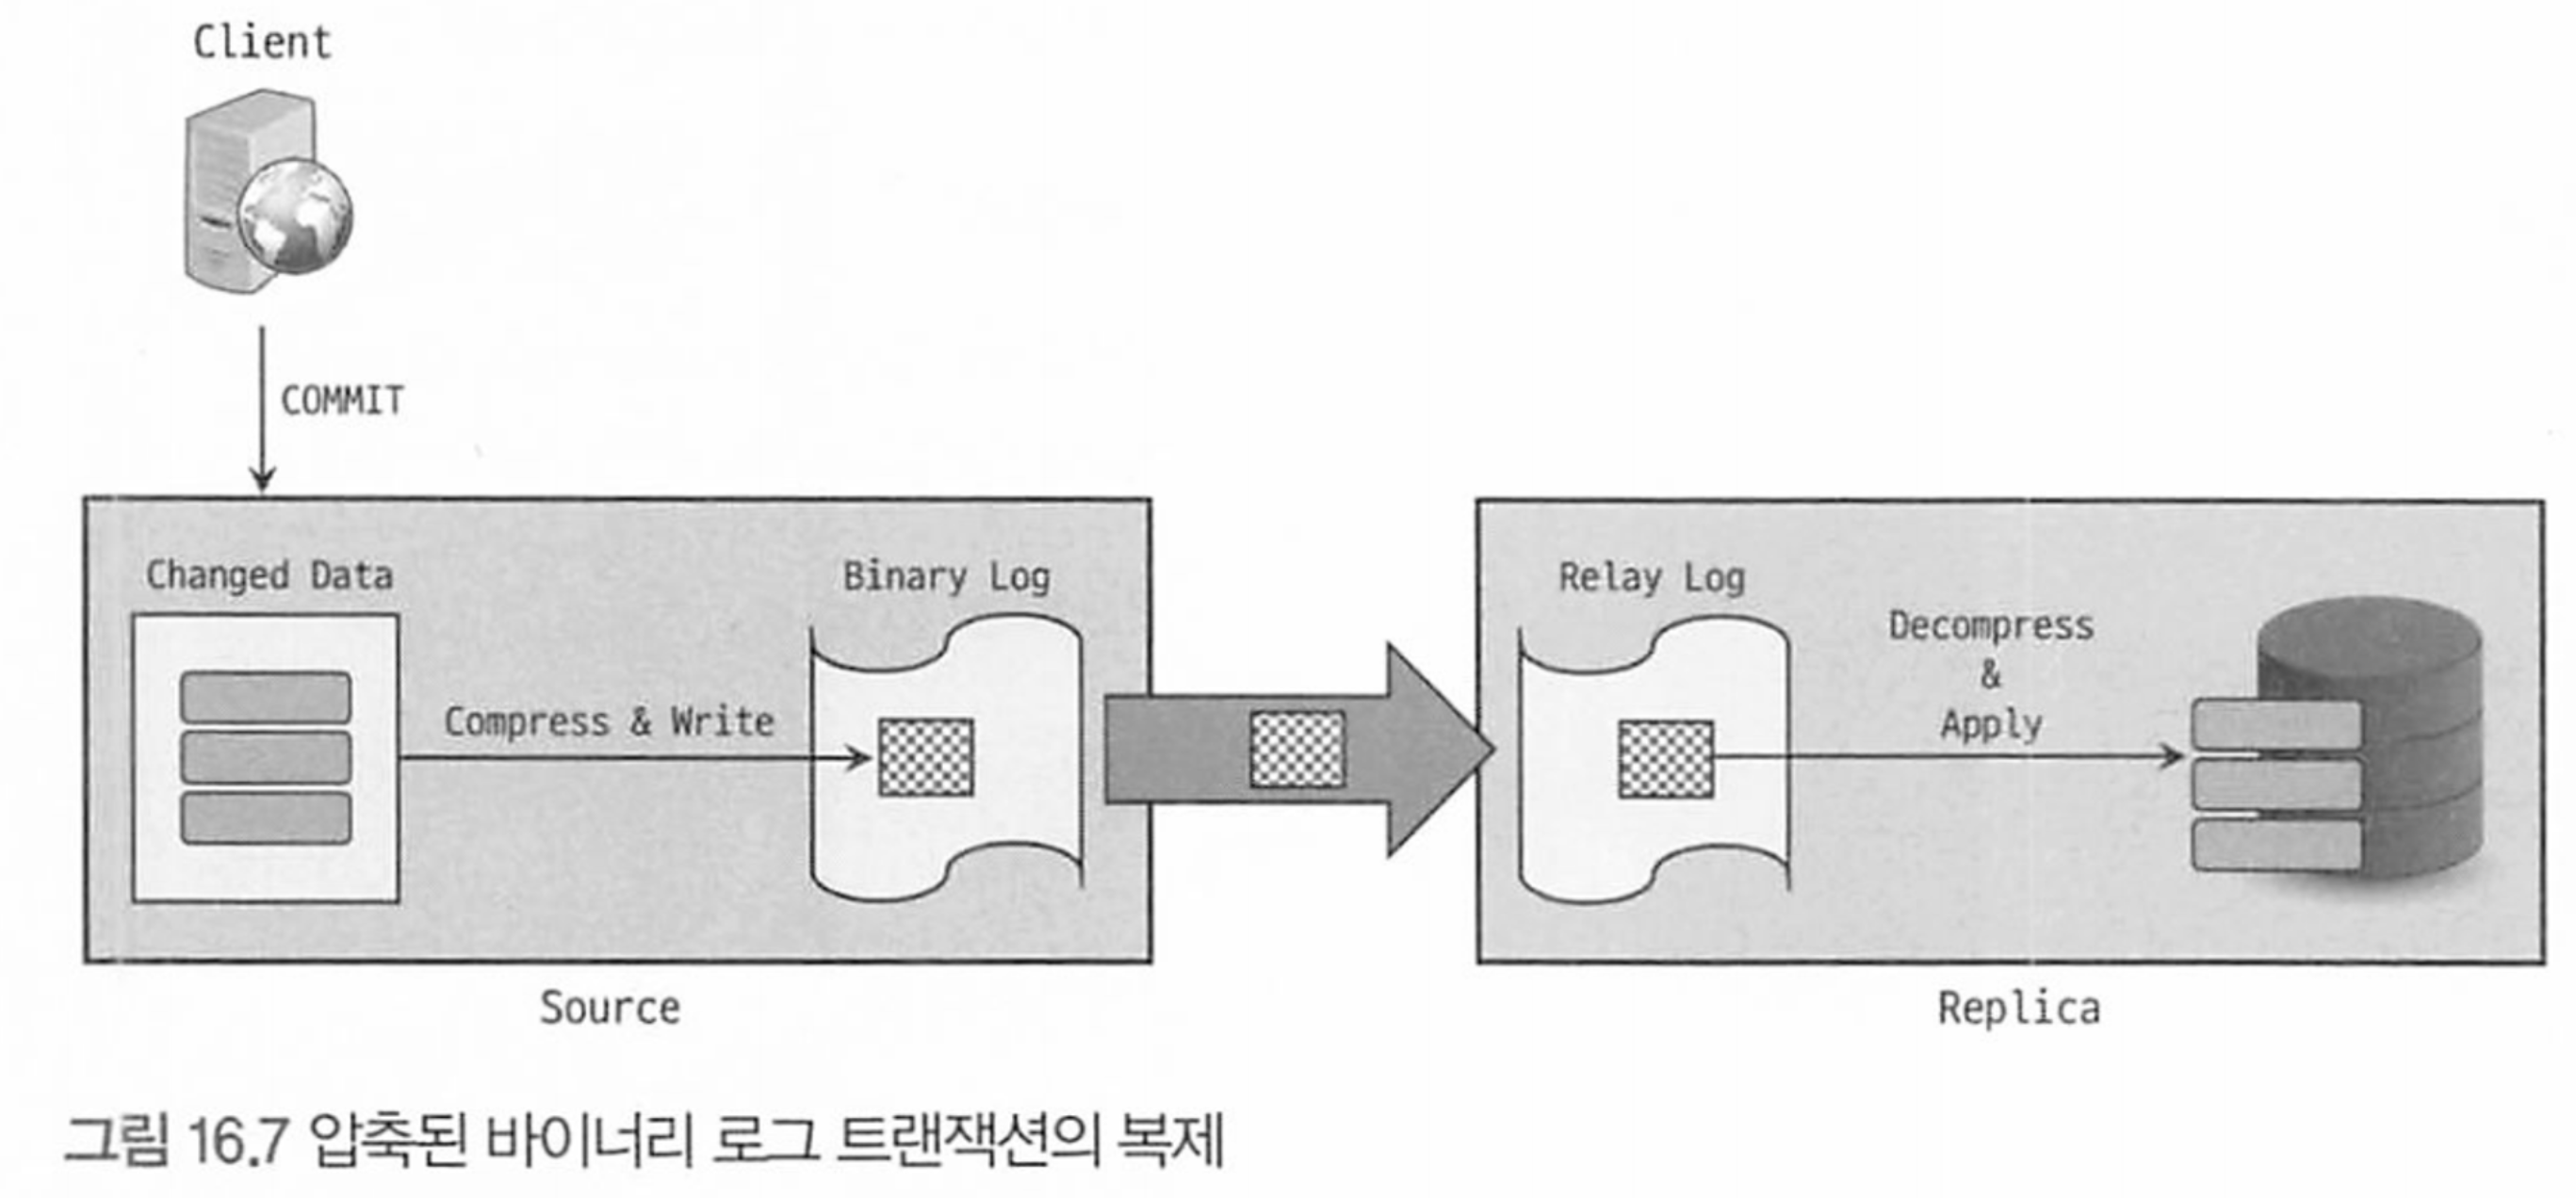 Client
COMMIT
Changed Data
Compress & Write
Binary Log
Source
Relay Log
Decompress
&
Apply
Replica
그림 16.7 압축된 바이너리 로그 트랜잭션의 복제